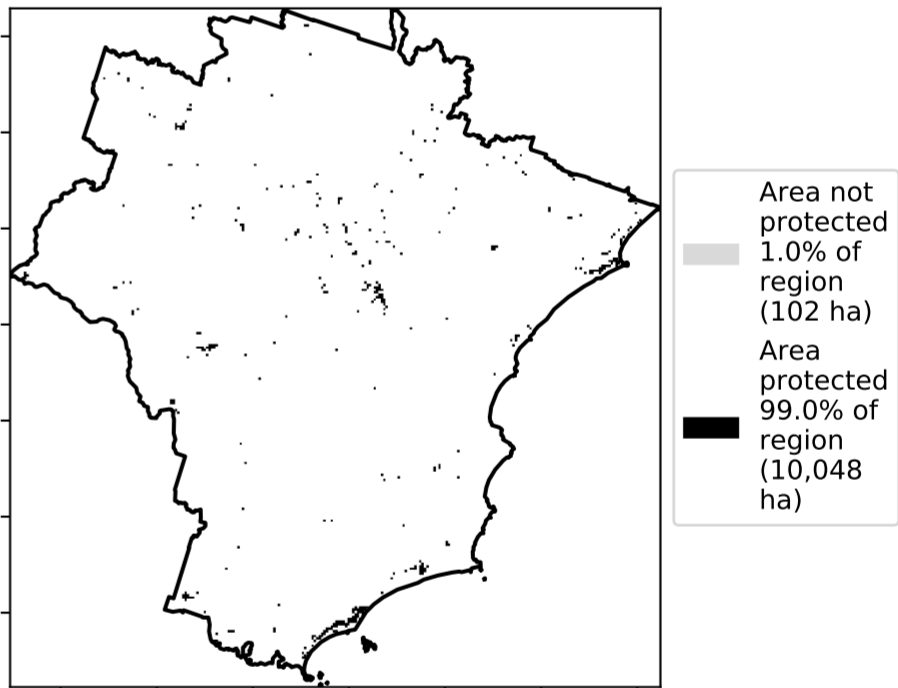 Area not
protected
1.0% of
region
(102 ha)
Area
protected
99.0% of
region
(10,048
ha)